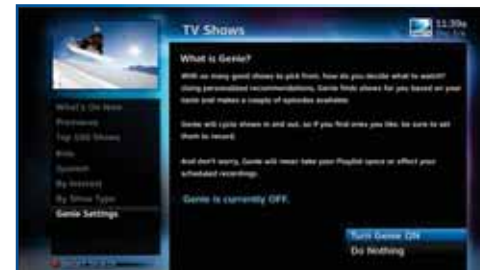 TV Shows
11:39a
What is Genie?
With so many good shows to pick from, how do you decide what to watch?
Using personalized recommendations, Genie finds shows for you based on your
taste and makes a couple of episodes available.
Genie will cycle shows in and out, so if you find ones you like, be sure to set
them to record.
And don't worry, Genie will never take your Playlist space or affect your
scheduled recordings.
Genie is currently OFF.
What's On Now
Premieres
Top 100 Shows
Kids
Spanish
By Interest
By Show Type
Genie Settings
Turn Genie ON
Do Nothing